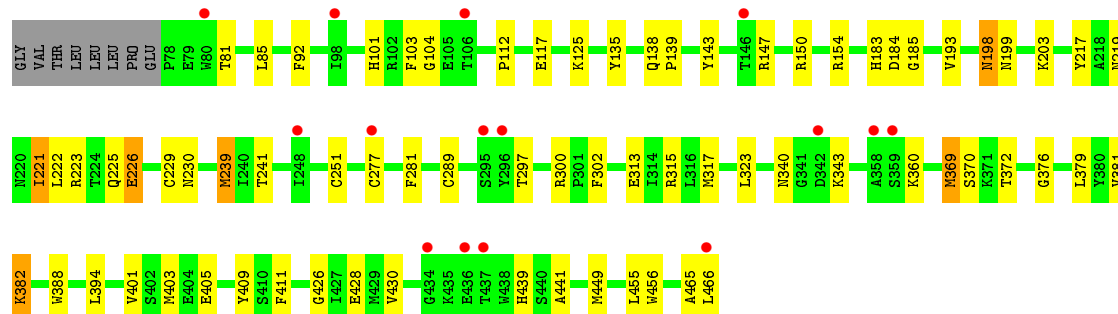 GLY VAL THR LEU LEU LEU PRO GLU P78 E79 W80 T81 L85 F92 I98 H101 R102 F103 G104 E105 T106 P112 E117 K125 Y135 Q138 P139 Y143 T146 R147 R150 R154 H183 D184 G185 V193 N198 N199 K203 Y217 A218 N219
N220 I221 L222 R223 T224 Q225 E226 C229 N230 M239 I240 T241 I248 C251 C277 F281 C289 S295 Y296 T297 R300 P301 F302 E313 I314 R315 L316 M317 L323 N340 G341 D342 K343 A358 S359 K360 M369 S370 K371 T372 G376 L379 Y380 V381
K382 W388 L394 V401 S402 M403 E404 E405 Y409 S410 F411 G426 I427 E428 M429 V430 G434 K435 E436 T437 W438 H439 S440 A441 M449 L455 W456 A465 L466